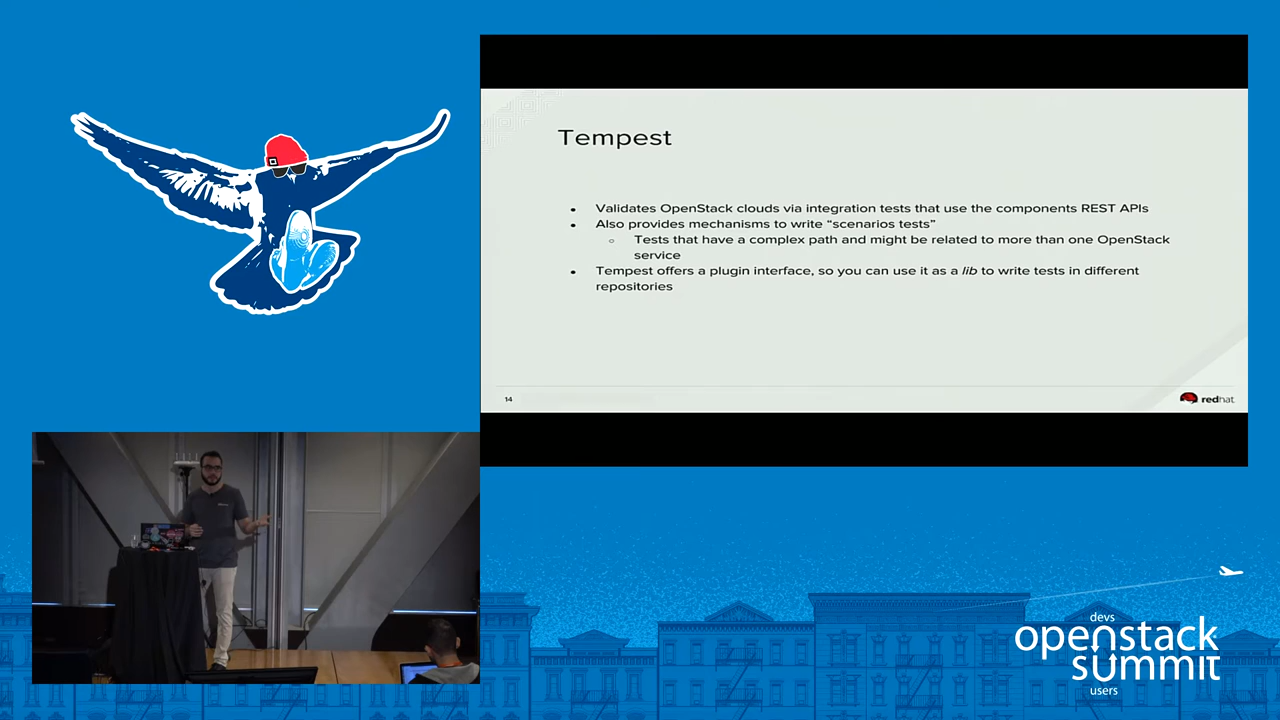 Tempest
● Validates OpenStack clouds via integration tests that use the components REST APIs
● Also provides mechanisms to write “scenarios tests”
○ Tests that have a complex path and might be related to more than one OpenStack
service
● Tempest offers a plugin interface, so you can use it as a lib to write tests in different
repositories
14
redhat
devs
openstack
summit
users